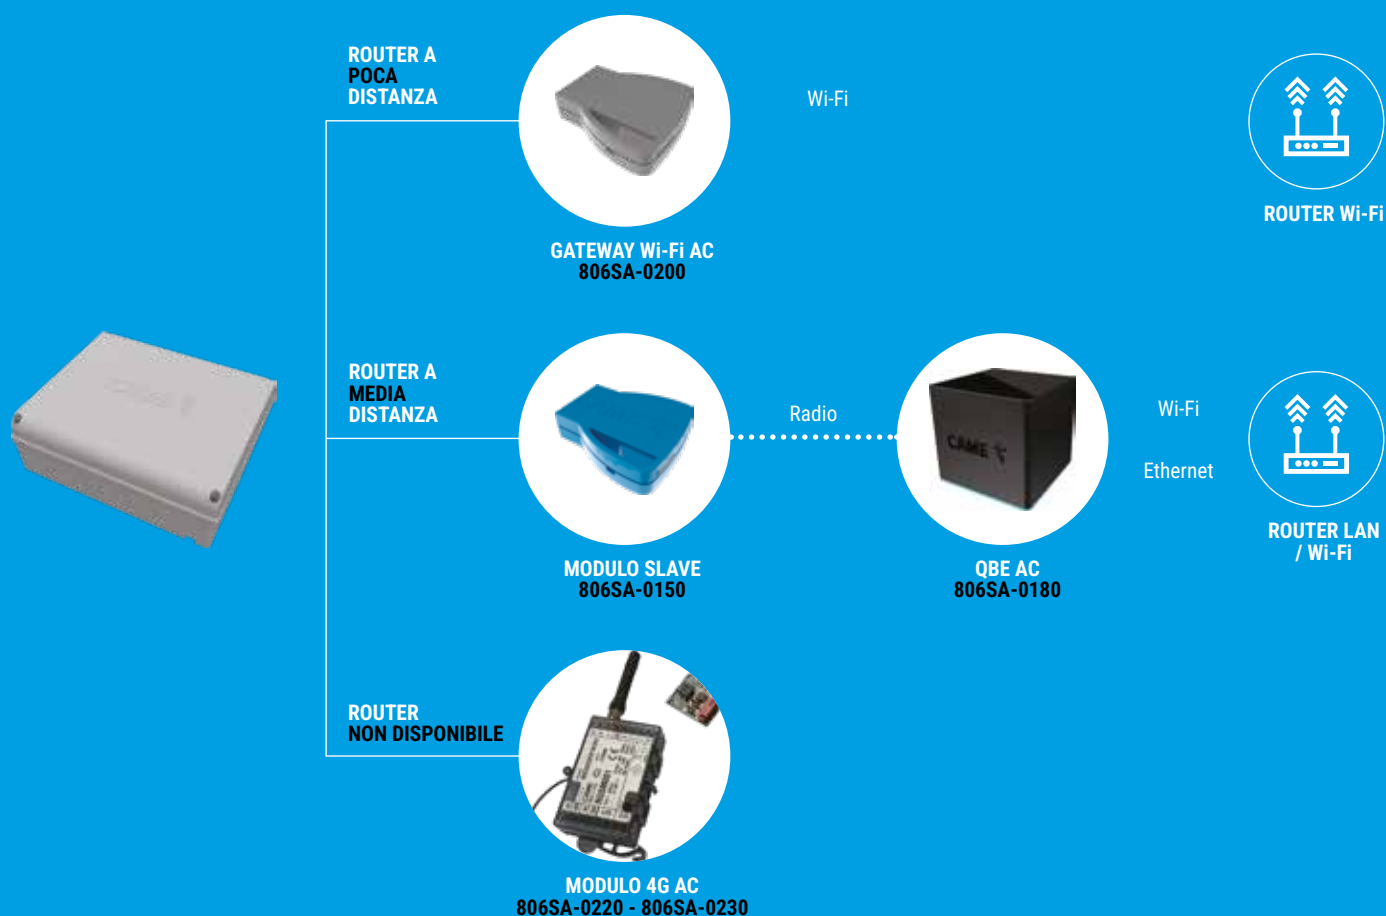 ROUTER A
POCA
DISTANZA
Wi-Fi
ROUTER Wi-Fi
GATEWAY Wi-Fi AC
806SA-0200
ROUTER A
MEDIA
DISTANZA
Radio
CAME
Wi-Fi
Ethernet
MODULO SLAVE
806SA-0150
QBE AC
806SA-0180
ROUTER LAN
/ Wi-Fi
ROUTER
NON DISPONIBILE
CAME
MODULO 4G AC
806SA-0220 - 806SA-0230